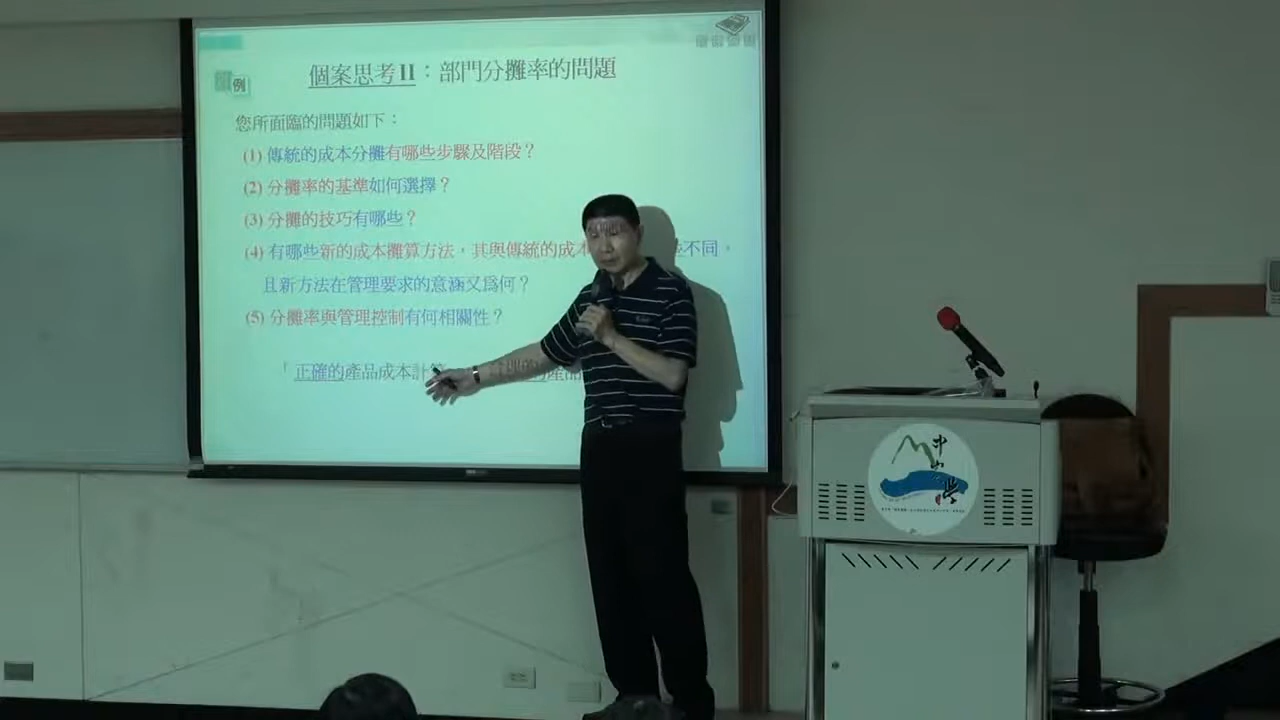 例
個案思考II：部門分攤率的問題
您所面臨的問題如下：
(1) 傳統的成本分攤有哪些步驟及階段？
(2) 分攤率的基準如何選擇？
(3) 分攤的技巧有哪些？
(4) 有哪些新的成本攤算方法，其與傳統的成本 不同，
且新方法在管理要求的意涵又爲何？
(5) 分攤率與管理控制有何相關性？
「正確的產品成本計
中山